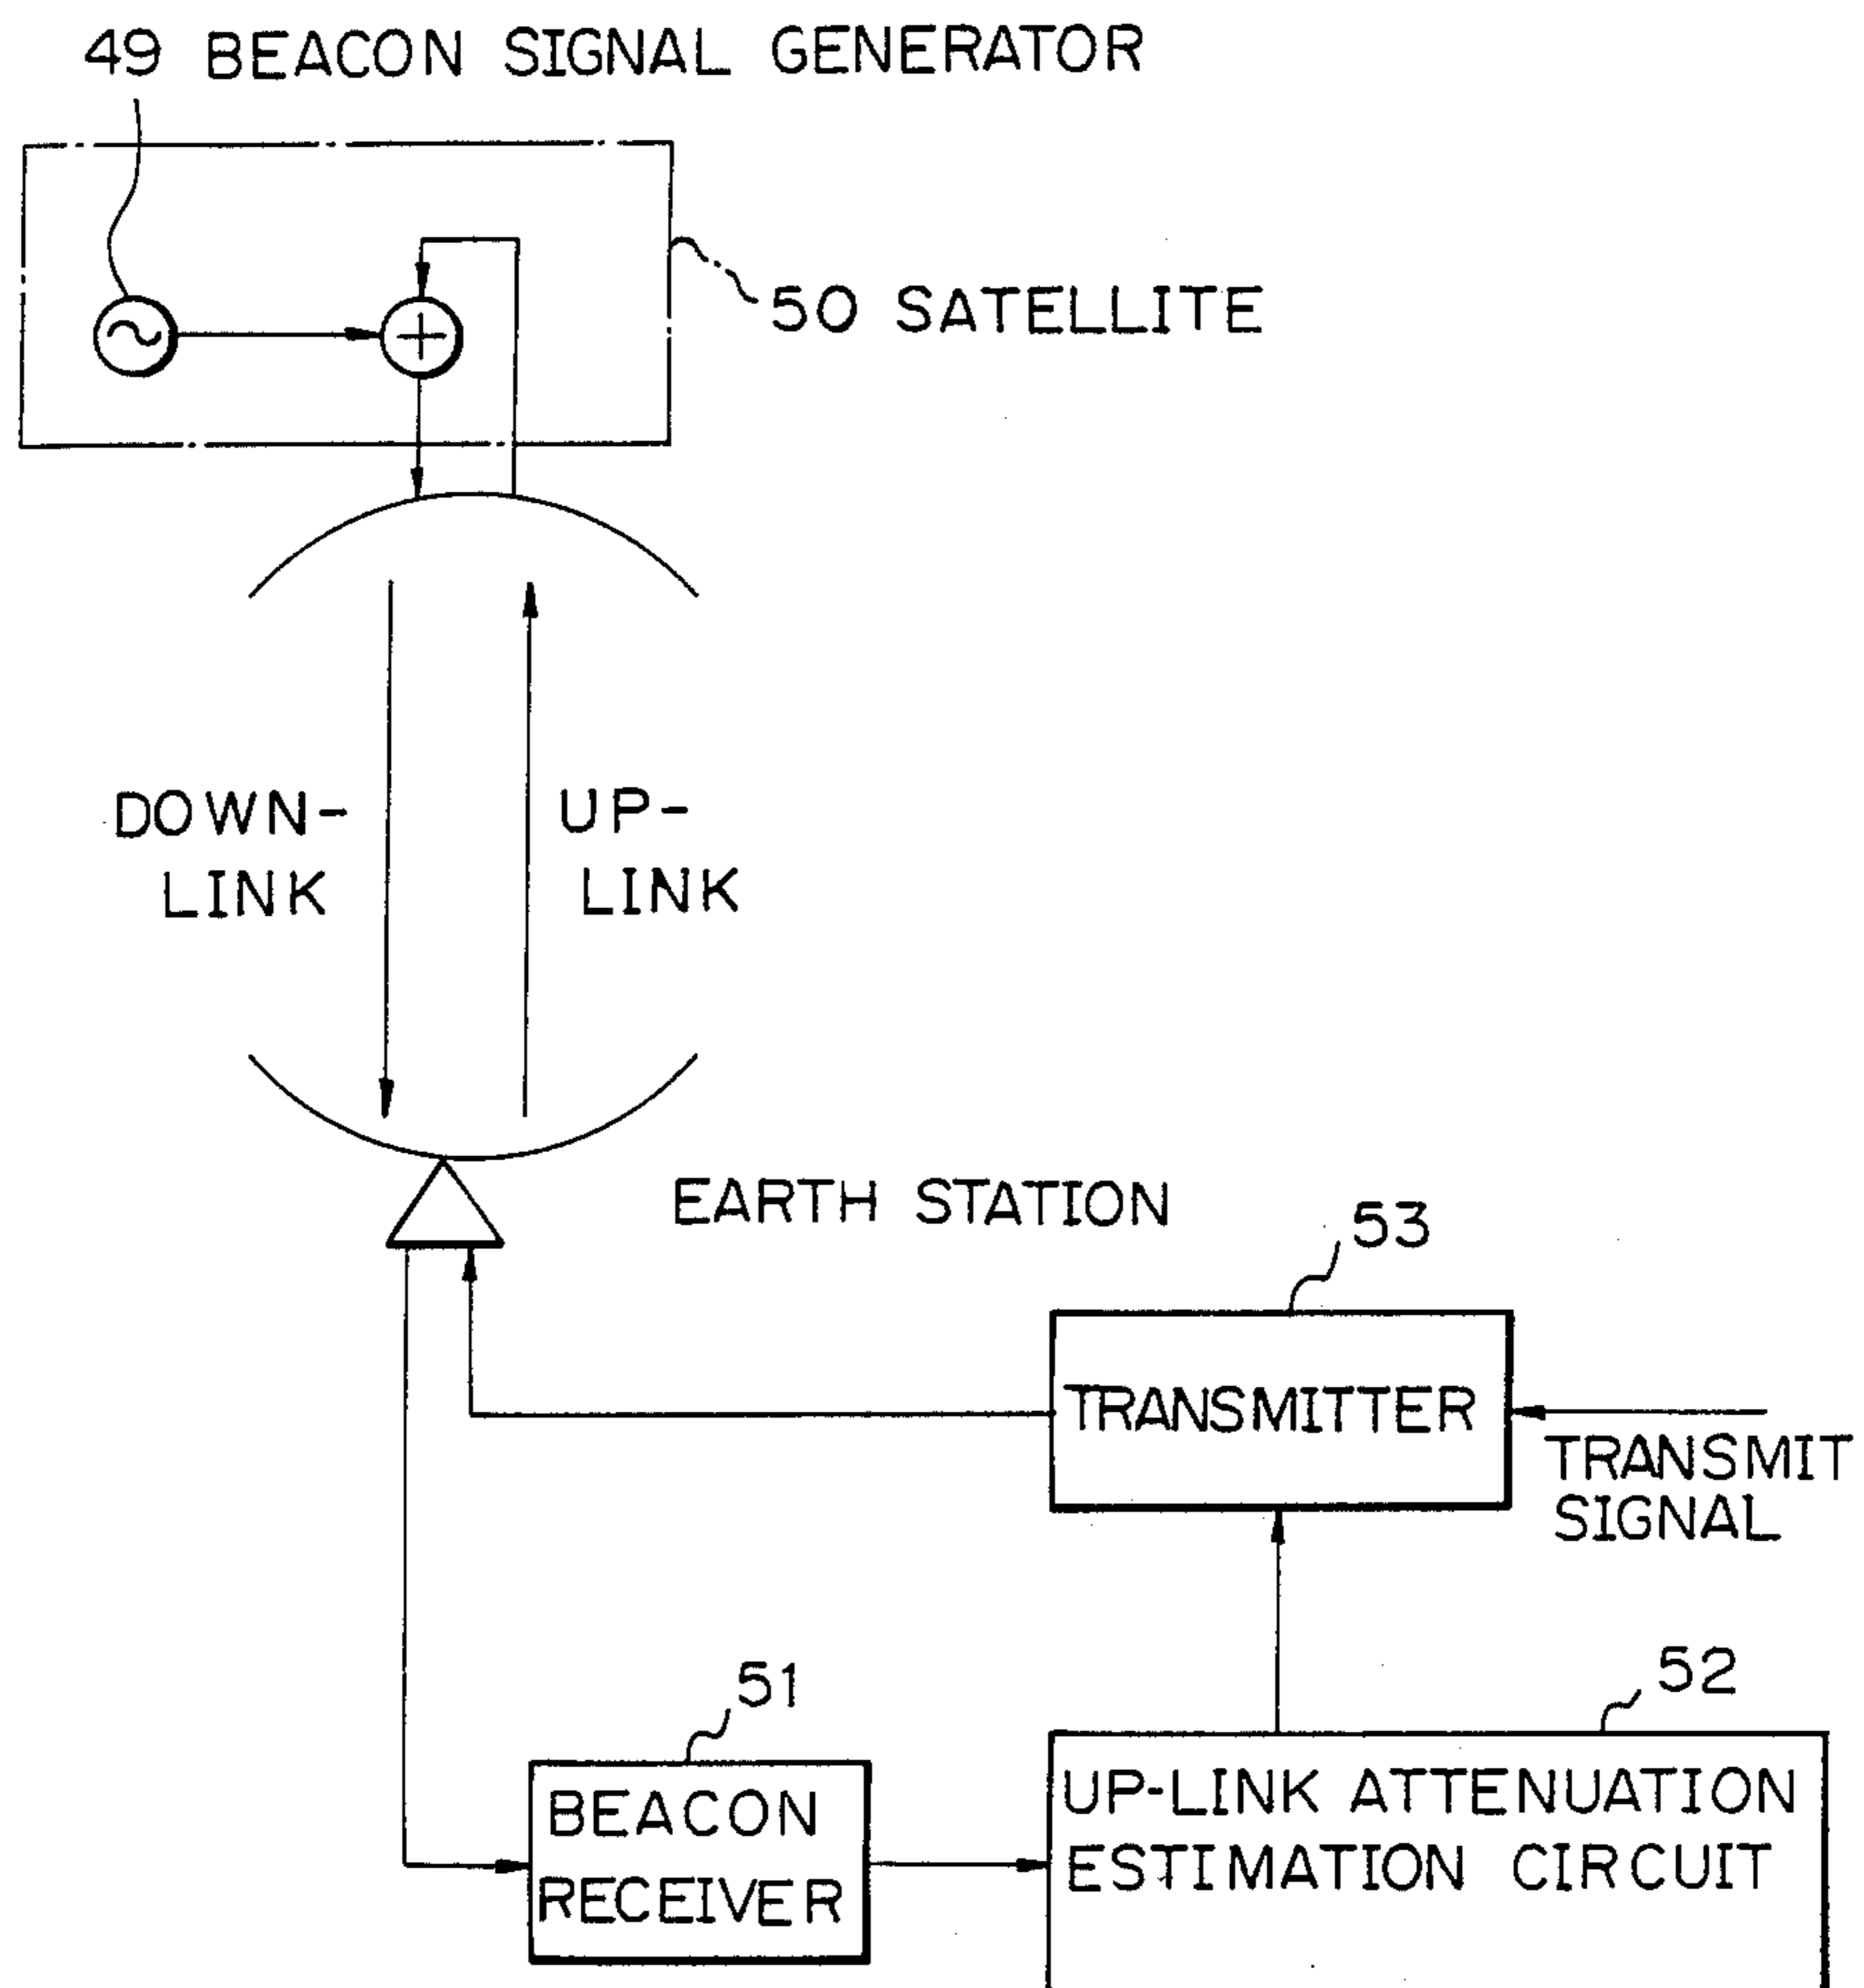 49 BEACON SIGNAL GENERATOR
50 SATELLITE
DOWN-
LINK
UP-
LINK
EARTH STATION
53
TRANSMITTER
TRANSMIT
SIGNAL
51
BEACON
RECEIVER
52
UP-LINK ATTENUATION
ESTIMATION CIRCUIT